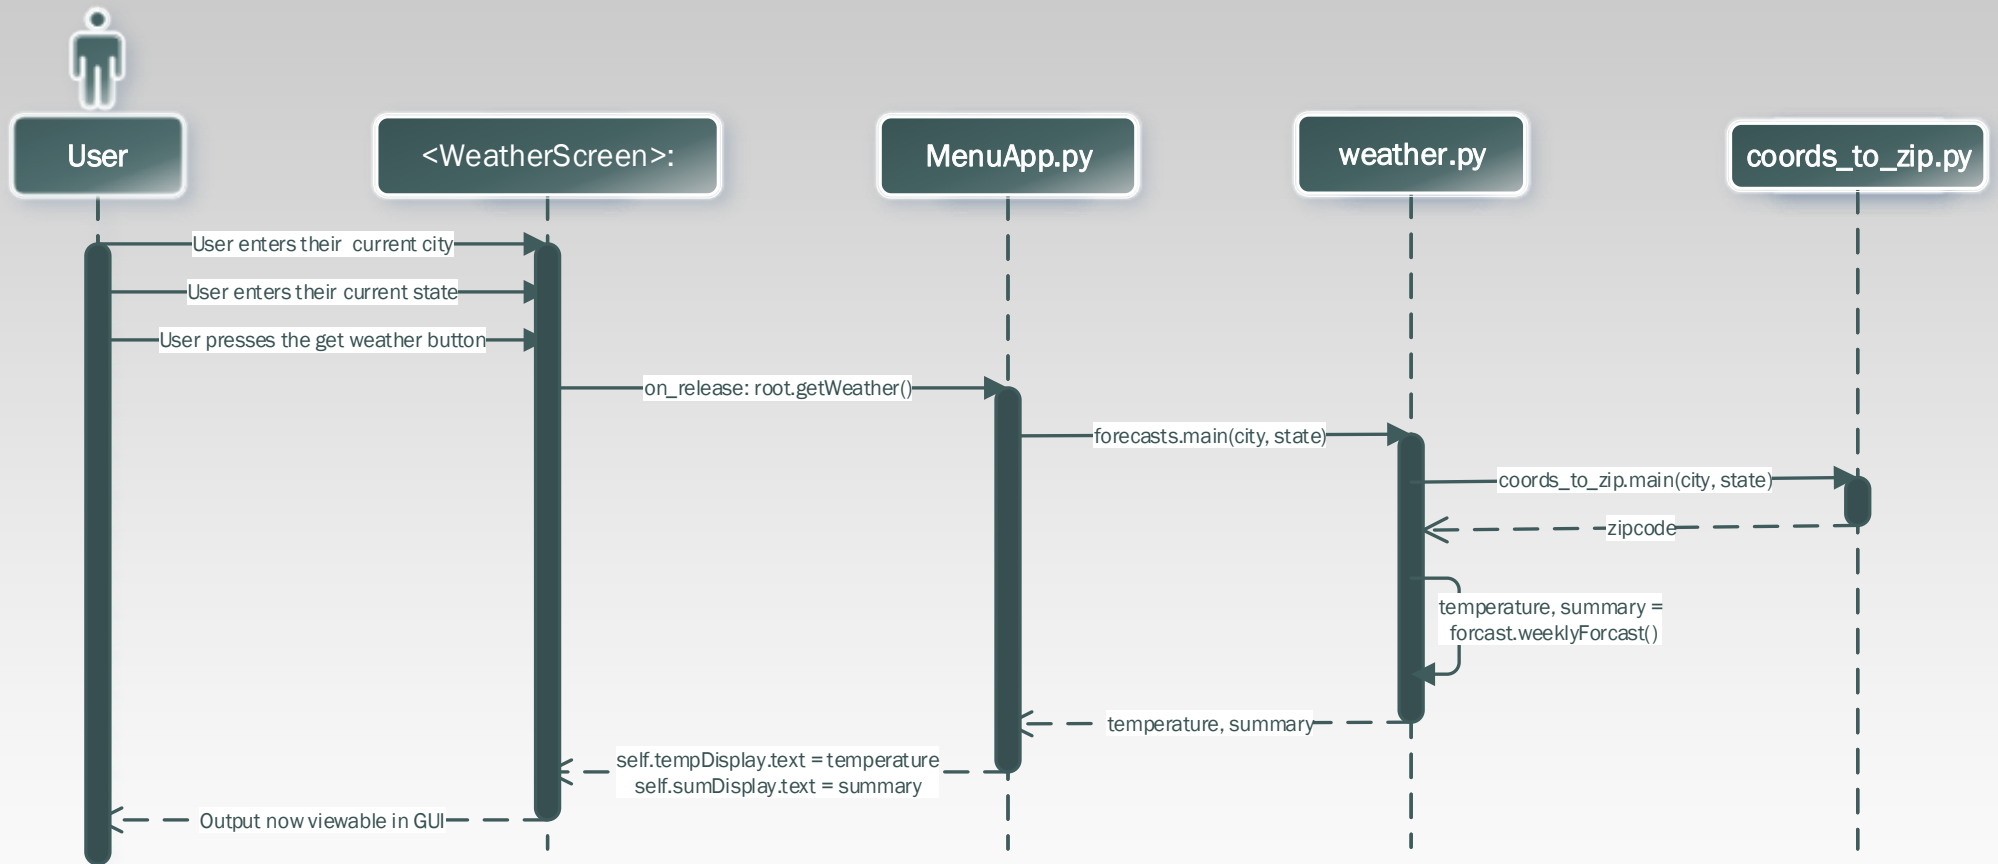 User
<WeatherScreen>:
MenuApp.py
weather.py
coords_to_zip.py
User enters their current city
User enters their current state
User presses the get weather button
on_release: root.getWeather()
forecasts.main(city, state)
coords_to_zip.main(city, state)
zipcode
temperature, summary =
forcast.weeklyForcast()
temperature, summary
self.tempDisplay.text = temperature
self.sumDisplay.text = summary
Output now viewable in GUI